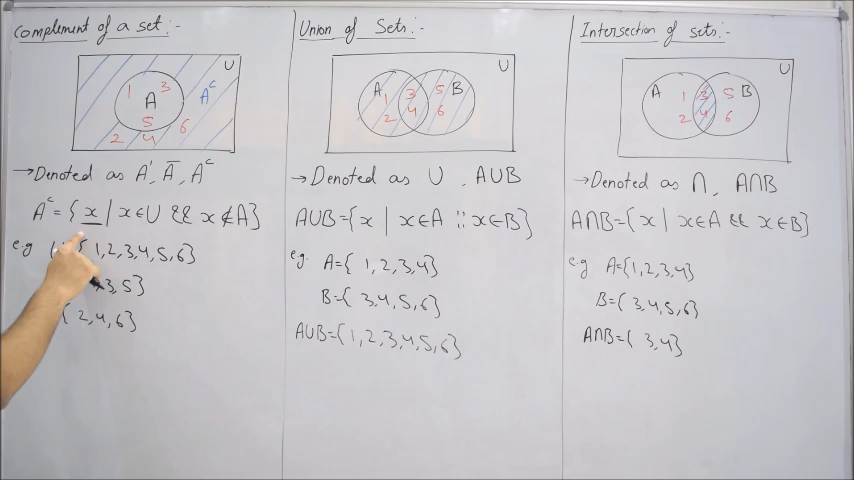 Complement of a set:-
U
1 3
A
A^c
5
2 4 6
→ Denoted as A', A̅, A^c
A^c = { x | x∈U && x∉A}
e.g { 1,2,3,4,5,6}
3,5}
{ 2,4,6}
Union of Sets:-
U
A 1 3 5 B
2 4 6
→ Denoted as U , AUB
AUB={x | x∈A :: x∈B}
e.g. A={ 1,2,3,4}
B={ 3,4,5,6}
AUB={1,2,3,4,5,6}
Intersection of sets:-
U
A 1 3 5 B
2 4 6
→ Denoted as ∩, A∩B
A∩B={x | x∈A && x∈B}
e.g A={1,2,3,4}
B={ 3,4,5,6}
A∩B={ 3,4}